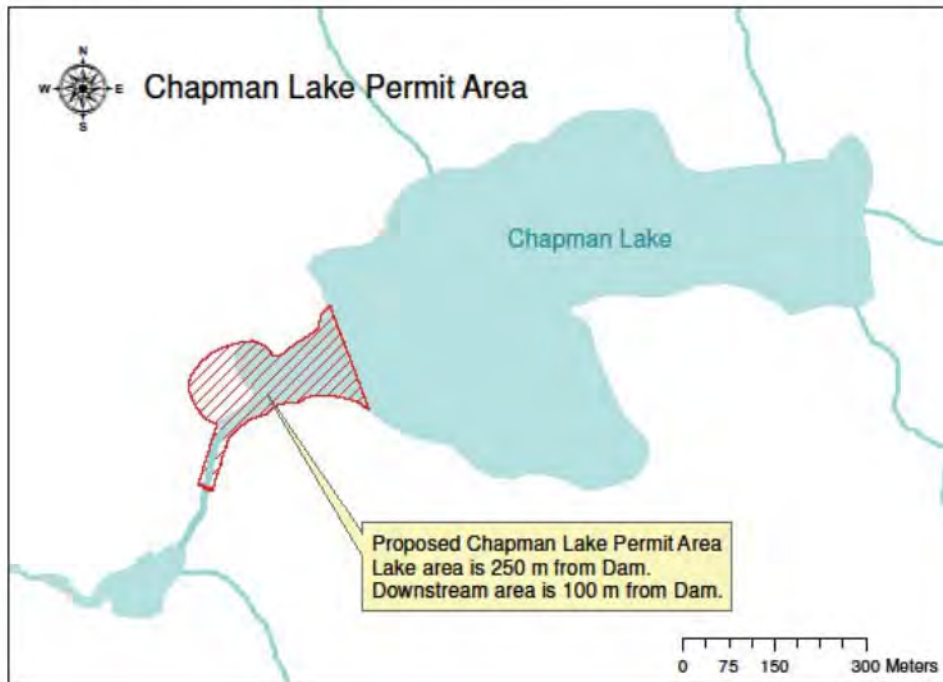 N
W E
S
Chapman Lake Permit Area
Chapman Lake
Proposed Chapman Lake Permit Area
Lake area is 250 m from Dam.
Downstream area is 100 m from Dam.
0 75 150 300 Meters